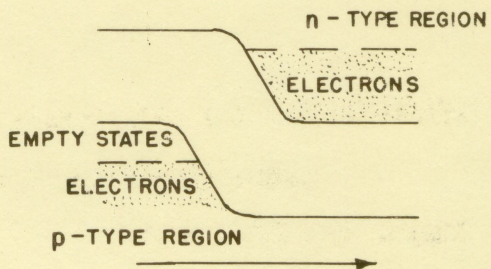 n - TYPE REGION
ELECTRONS
EMPTY STATES
ELECTRONS
p-TYPE REGION